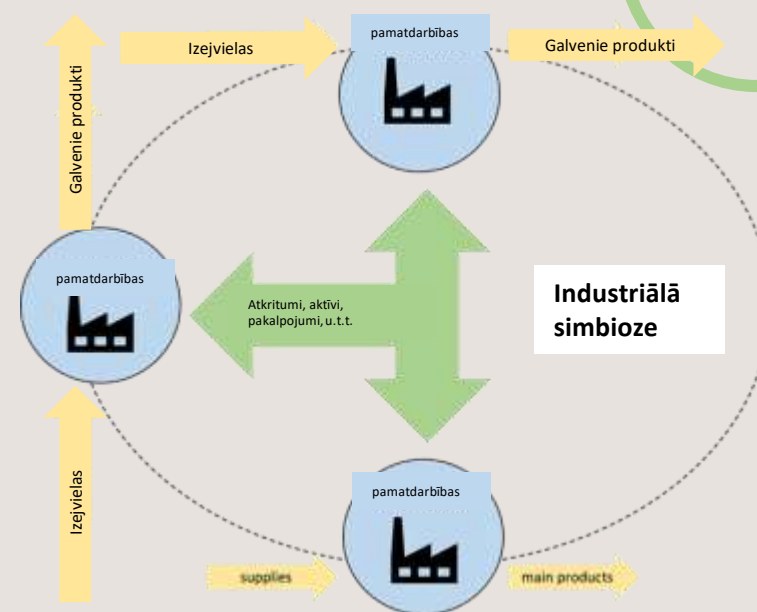 pamatdarbības
Izejvielas
Galvenie produkti
Galvenie produkti
pamatdarbības
Atkritumi, aktīvi,
pakalpojumi, u.t.t.
Industriālā
simbioze
Izejvielas
pamatdarbības
supplies
main products